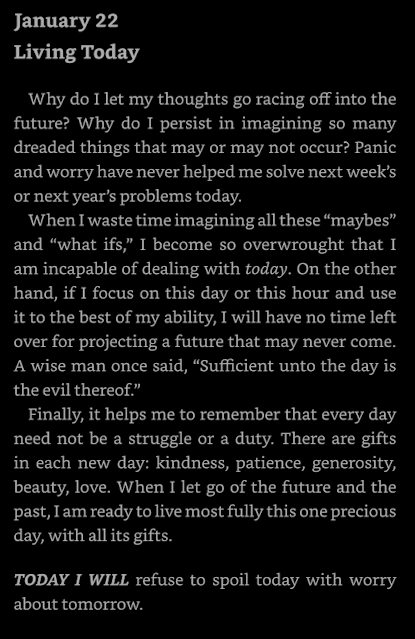 January 22
Living Today
Why do I let my thoughts go racing off into the
future? Why do I persist in imagining so many
dreaded things that may or may not occur? Panic
and worry have never helped me solve next week’s
or next year’s problems today.
When I waste time imagining all these “maybes”
and “what ifs,” I become so overwrought that I
am incapable of dealing with today. On the other
hand, if I focus on this day or this hour and use
it to the best of my ability, I will have no time left
over for projecting a future that may never come.
A wise man once said, “Sufficient unto the day is
the evil thereof.”
Finally, it helps me to remember that every day
need not be a struggle or a duty. There are gifts
in each new day: kindness, patience, generosity,
beauty, love. When I let go of the future and the
past, I am ready to live most fully this one precious
day, with all its gifts.
TODAY I WILL refuse to spoil today with worry
about tomorrow.